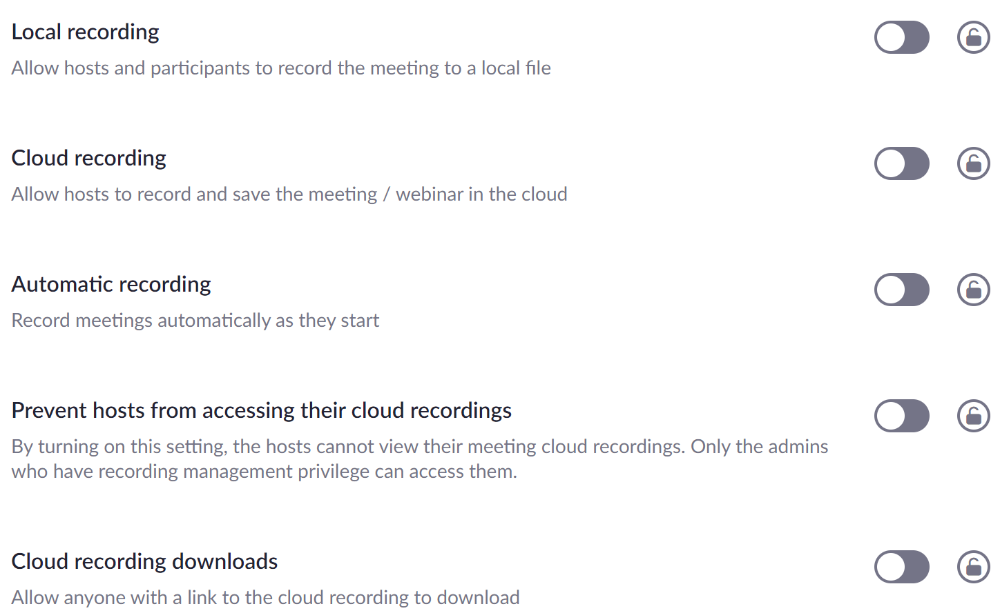 Local recording
Allow hosts and participants to record the meeting to a local file
Cloud recording
Allow hosts to record and save the meeting / webinar in the cloud
Automatic recording
Record meetings automatically as they start
Prevent hosts from accessing their cloud recordings
By turning on this setting, the hosts cannot view their meeting cloud recordings. Only the admins
who have recording management privilege can access them.
Cloud recording downloads
Allow anyone with a link to the cloud recording to download